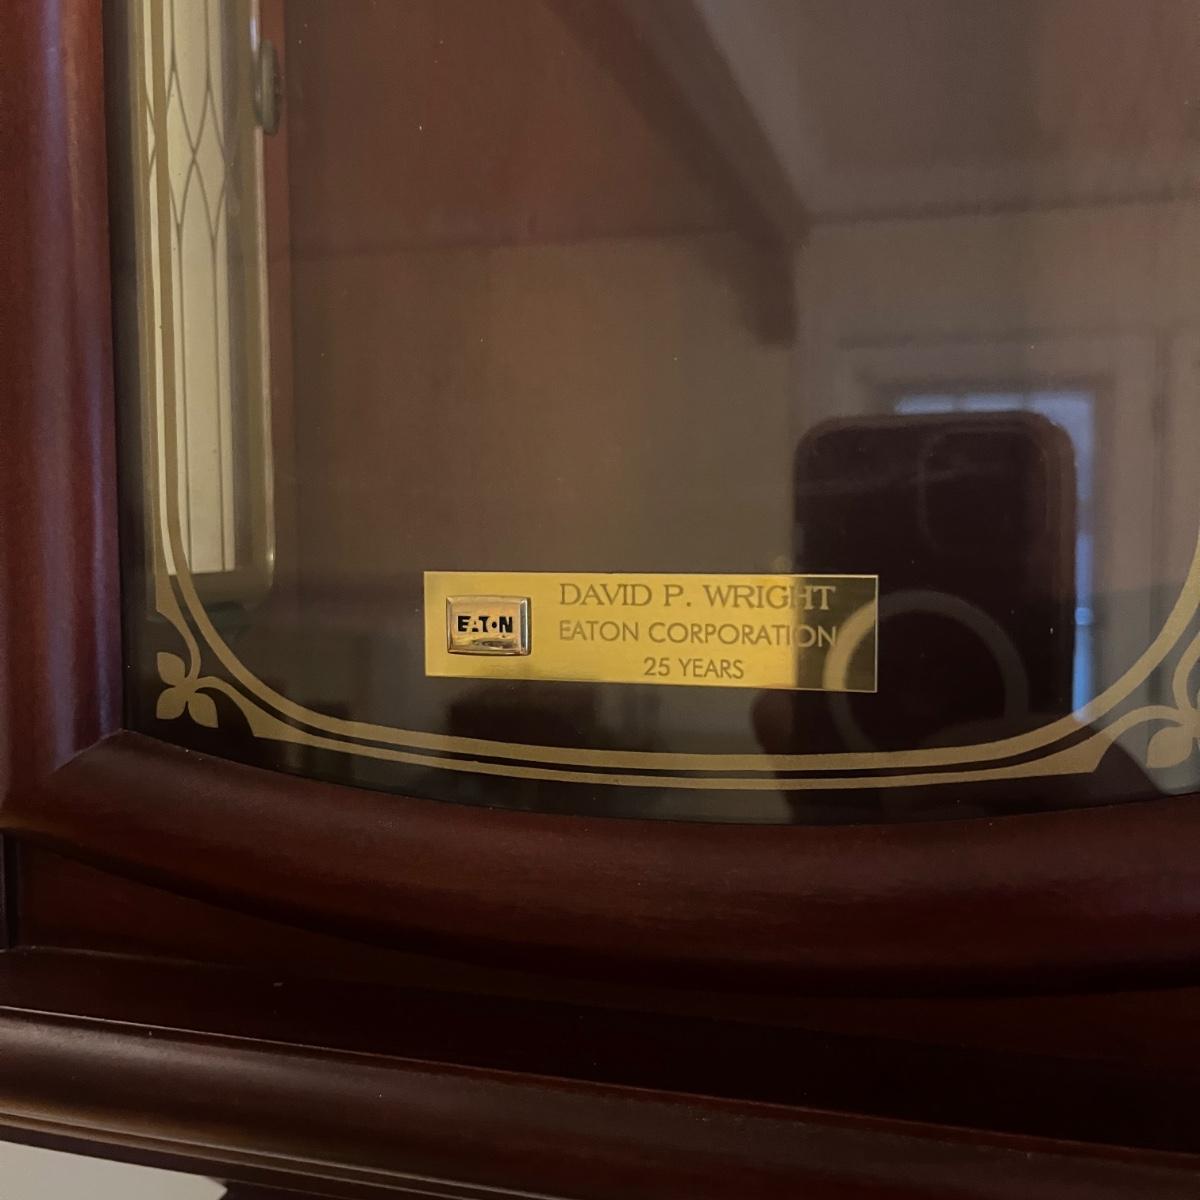 EATON
DAVID P. WRIGHT
EATON CORPORATION
25 YEARS